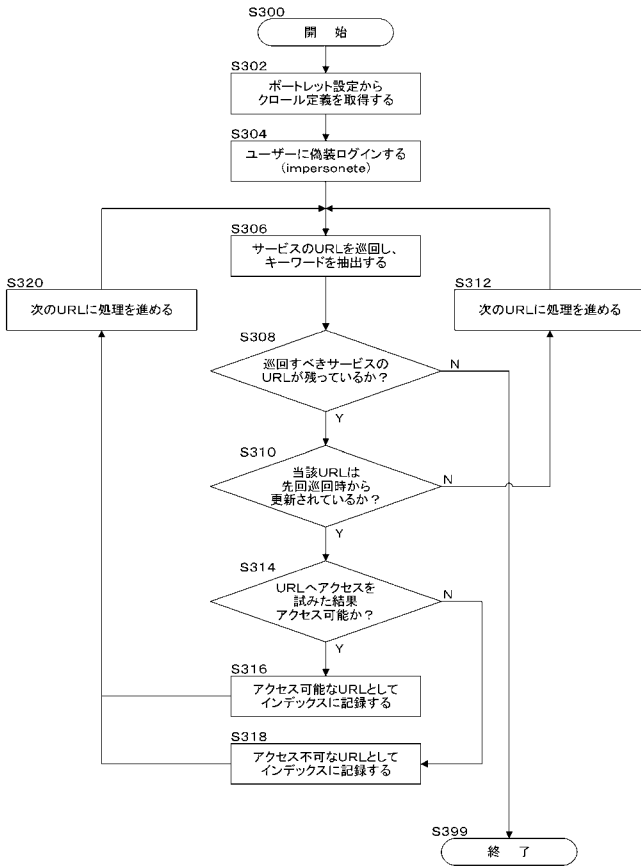 S300
開 始
S302
ポートレット設定から
クロール定義を取得する
S304
ユーザーに偽装ログインする
(impersonete)
S306
サービスのURLを巡回し、
キーワードを抽出する
S320
次のURLに処理を進める
S312
次のURLに処理を進める
S308
巡回すべきサービスの
URLが残っているか?
N
Y
S310
当該URLは
先回巡回時から
更新されているか?
N
Y
S314
URLへアクセスを
試みた結果
アクセス可能か?
N
Y
S316
アクセス可能なURLとして
インデックスに記録する
S318
アクセス不可なURLとして
インデックスに記録する
S399
終 了